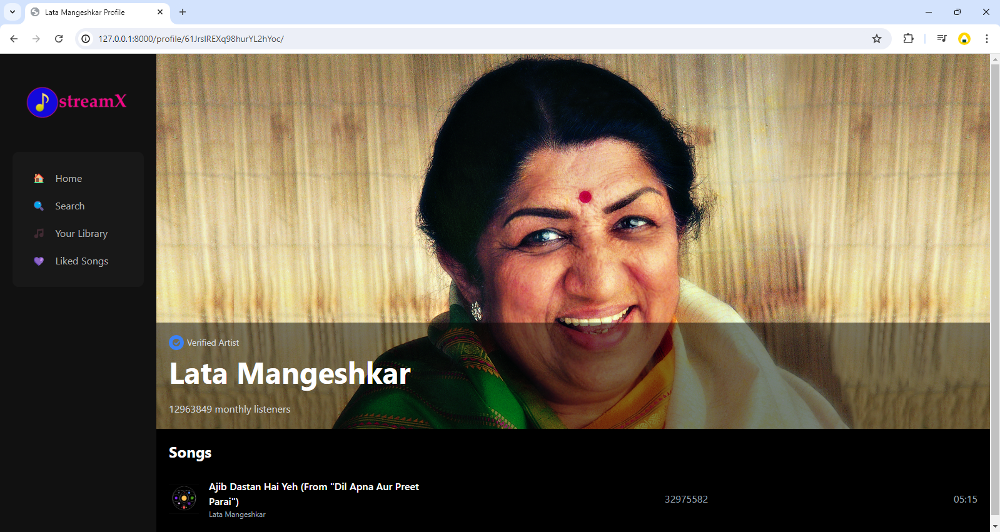 Lata Mangeshkar Profile
127.0.0.1:8000/profile/61JrslREXq98hurYL2hYoc/
streamX
Home
Search
Your Library
Liked Songs
Verified Artist
Lata Mangeshkar
12963849 monthly listeners
Songs
Ajib Dastan Hai Yeh (From "Dil Apna Aur Preet
Parai")
Lata Mangeshkar
32975582
05:15